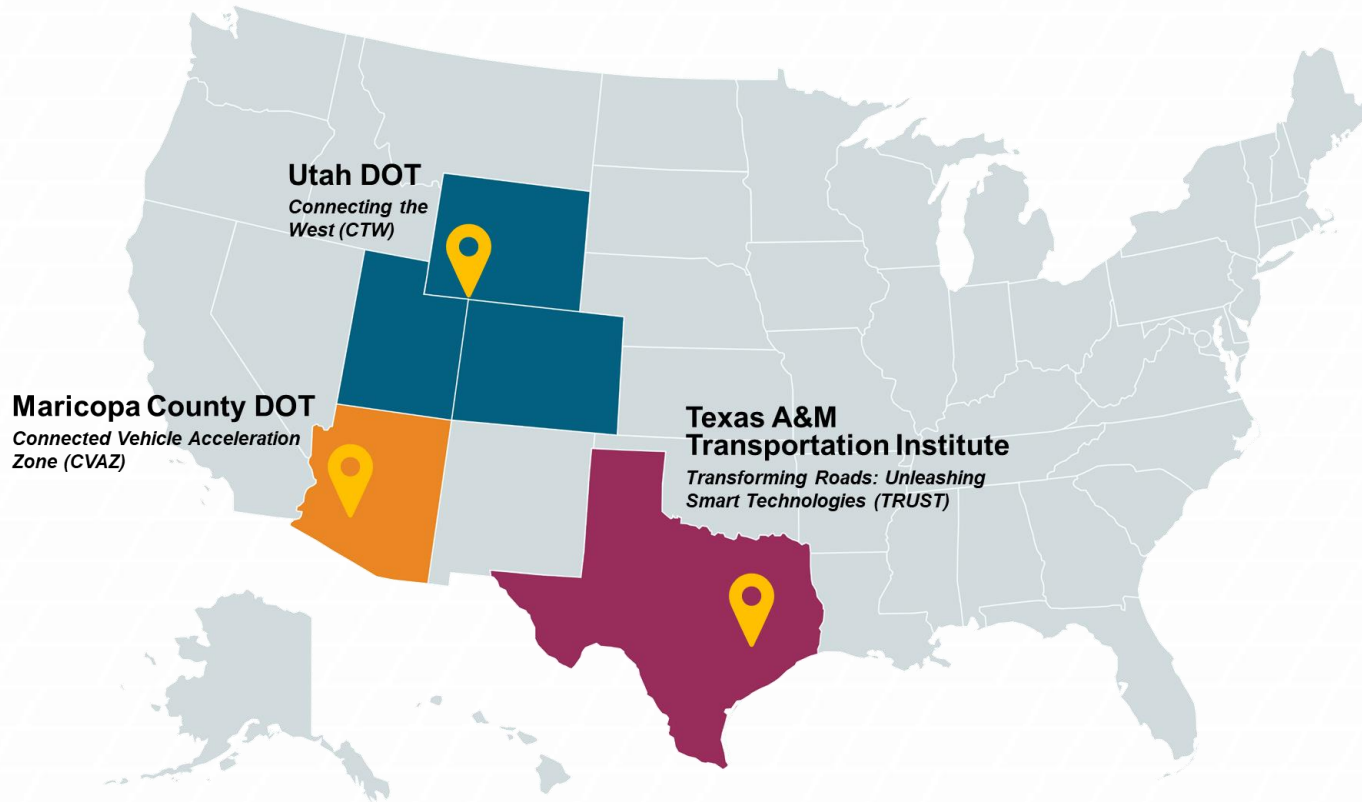 Utah DOT
Connecting the
West (CTW)
Maricopa County DOT
Connected Vehicle Acceleration
Zone (CVAZ)
Texas A&M
Transportation Institute
Transforming Roads: Unleashing
Smart Technologies (TRUST)